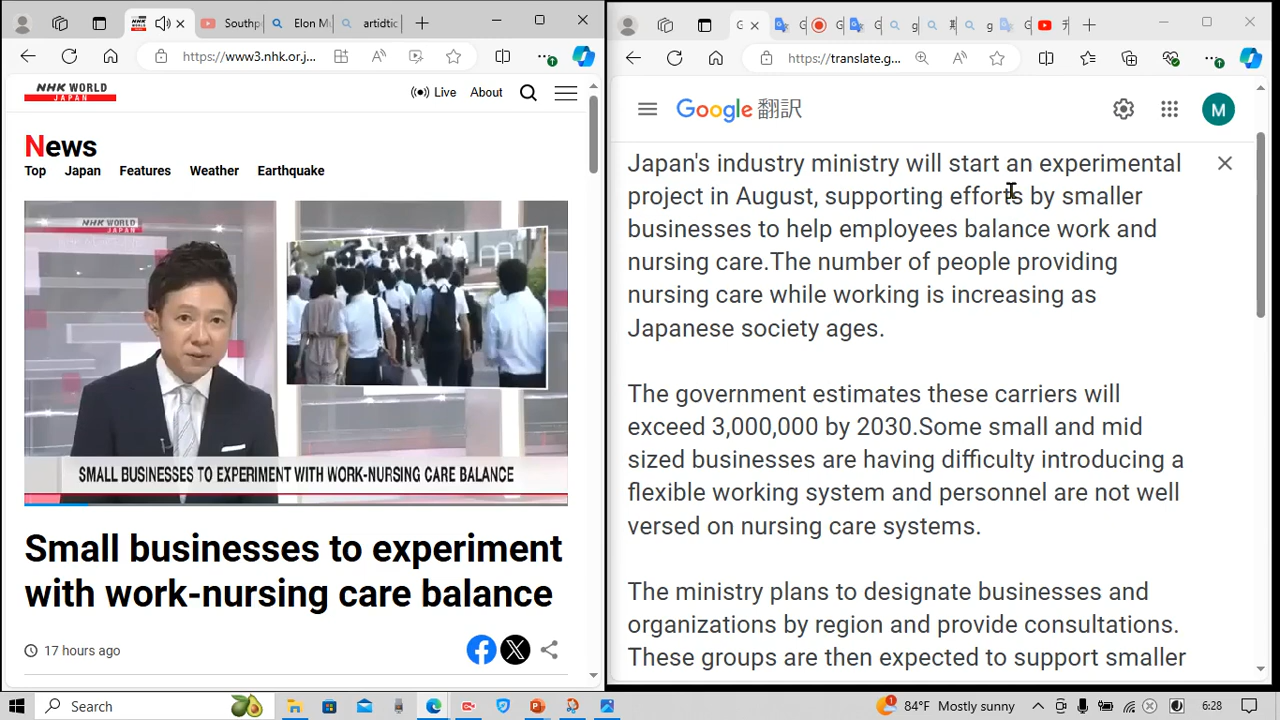 Southp
Elon M
artidtic
https://www3.nhk.or.j...
NHK WORLD
JAPAN
Live
About
News
Top
Japan
Features
Weather
Earthquake
NHK WORLD
JAPAN
SMALL BUSINESSES TO EXPERIMENT WITH WORK-NURSING CARE BALANCE
Small businesses to experiment
with work-nursing care balance
17 hours ago
https://translate.g...
Google 翻訳
M
Japan's industry ministry will start an experimental
project in August, supporting efforts by smaller
businesses to help employees balance work and
nursing care.The number of people providing
nursing care while working is increasing as
Japanese society ages.
The government estimates these carriers will
exceed 3,000,000 by 2030.Some small and mid
sized businesses are having difficulty introducing a
flexible working system and personnel are not well
versed on nursing care systems.
The ministry plans to designate businesses and
organizations by region and provide consultations.
These groups are then expected to support smaller
Search
84°F Mostly sunny
6:28